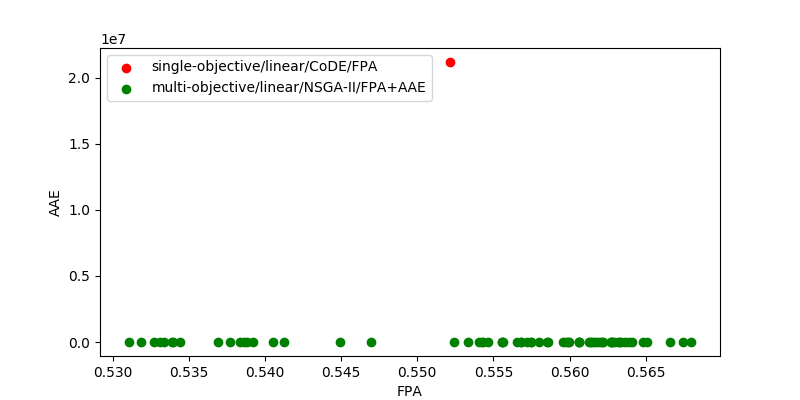 1e7
single-objective/linear/CoDE/FPA
multi-objective/linear/NSGA-II/FPA+AAE
2.0
1.5
1.0
0.5
0.0
AAE
0.530 0.535 0.540 0.545 0.550 0.555 0.560 0.565
FPA